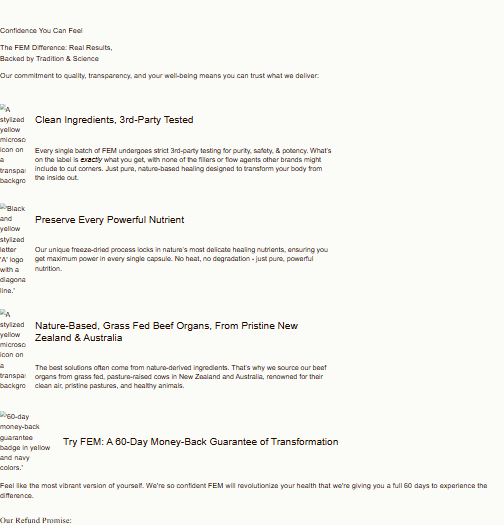 Confidence You Can Feel
The FEM Difference: Real Results,
Backed by Tradition & Science
Our commitment to quality, transparency, and your well-being means you can trust what we deliver:
A
stylized
yellow
microsc
icon on
a
transpar
backgro
Clean Ingredients, 3rd-Party Tested
Every single batch of FEM undergoes strict 3rd-party testing for purity, safety, & potency. What's
on the label is exactly what you get, with none of the fillers or flow agents other brands might
include to cut corners. Just pure, nature-based healing designed to transform your body from
the inside out.
Black
and
yellow
stylized
letter
'A' logo
with a
diagonal
line.'
Preserve Every Powerful Nutrient
Our unique freeze-dried process locks in nature's most delicate healing nutrients, ensuring you
get maximum power in every single capsule. No heat, no degradation - just pure, powerful
nutrition.
A
stylized
yellow
microsc
icon on
a
transpar
backgro
Nature-Based, Grass Fed Beef Organs, From Pristine New
Zealand & Australia
The best solutions often come from nature-derived ingredients. That's why we source our beef
organs from grass fed, pasture-raised cows in New Zealand and Australia, renowned for their
clean air, pristine pastures, and healthy animals.
'60-day
money-back
guarantee
badge in yellow
and navy
colors.'
Try FEM: A 60-Day Money-Back Guarantee of Transformation
Feel like the most vibrant version of yourself. We're so confident FEM will revolutionize your health that we're giving you a full 60 days to experience the
difference.
Our Refund Promise: